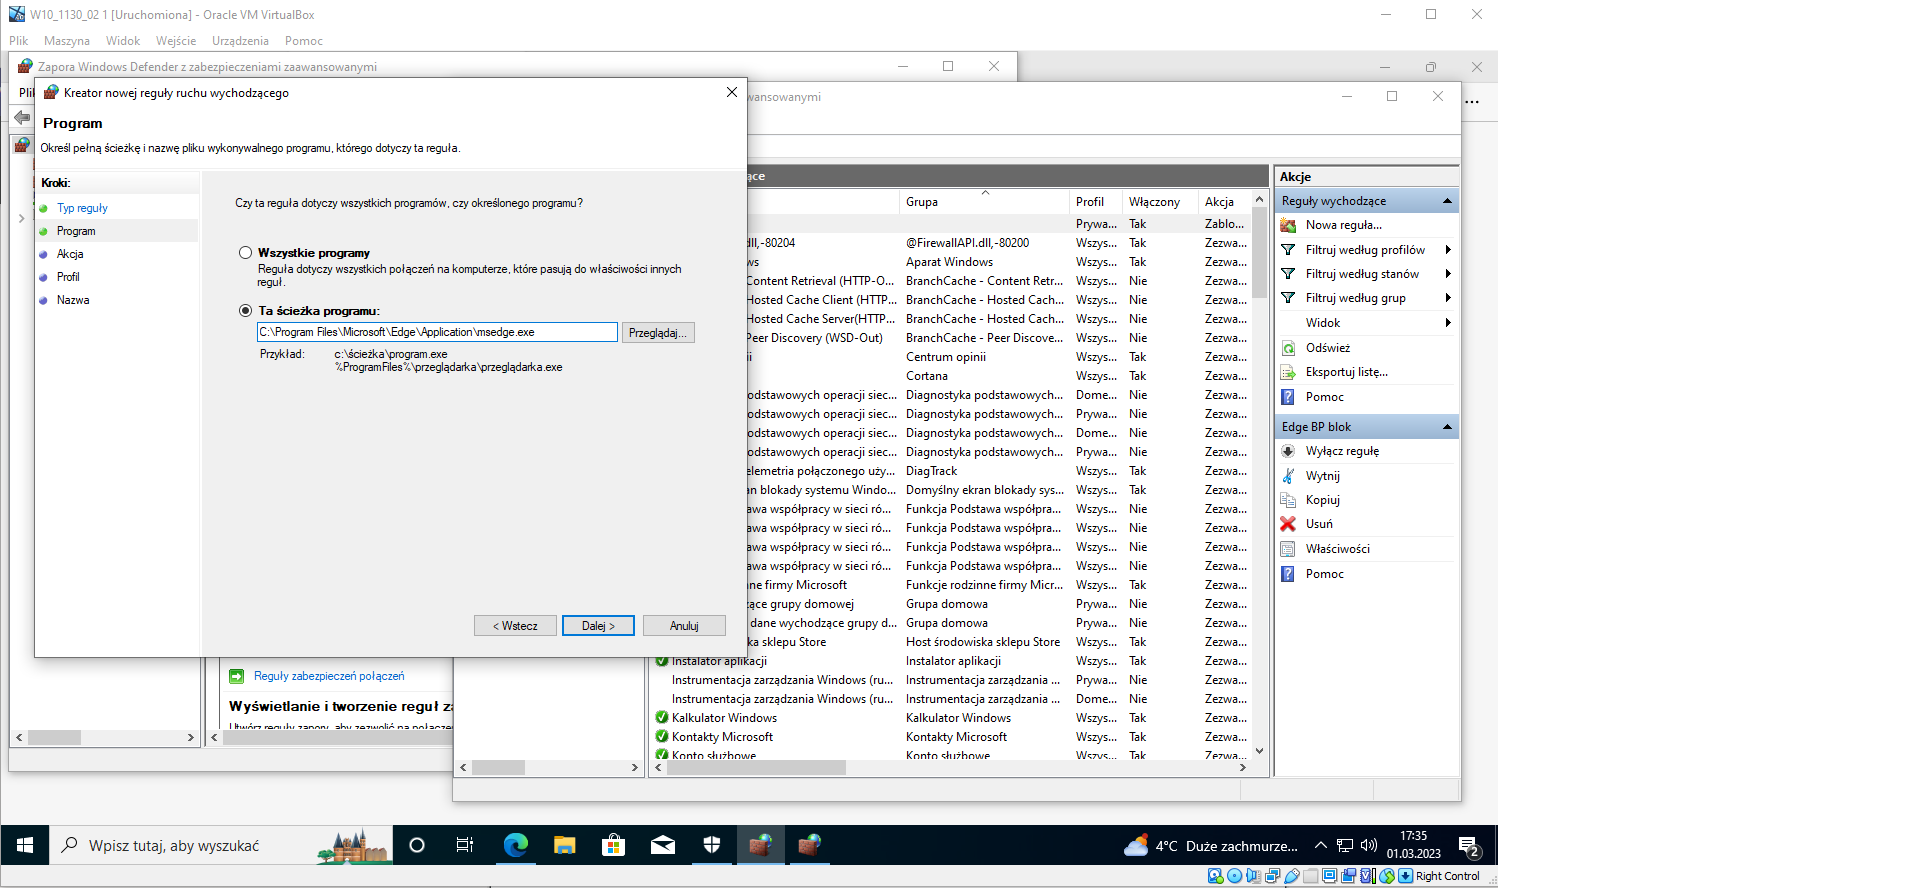 W10_1130_02 1 [Uruchomiona] - Oracle VM VirtualBox
Plik Maszyna Widok Wejście Urządzenia Pomoc
Zapora Windows Defender z zabezpieczeniami zaawansowanymi
Kreator nowej reguły ruchu wychodzącego
Program
Określ pełną ścieżkę i nazwę pliku wykonywalnego programu, którego dotyczy ta reguła.
Kroki:
Typ reguły
Program
Akcja
Profil
Nazwa
Czy ta reguła dotyczy wszystkich programów, czy określonego programu?
Wszystkie programy
Reguła dotyczy wszystkich połączeń na komputerze, które pasują do właściwości innych
reguł.
Ta ścieżka programu:
C:\Program Files\Microsoft\Edge\Application\msedge.exe
Przeglądaj...
Przykład: c:\ścieżka\program.exe
%ProgramFiles%\przeglądarka\przeglądarka.exe
< Wstecz Dalej > Anuluj
Reguły zabezpieczeń połączeń
Wyświetlanie i tworzenie reguł za
Utwórz reguły zapory, aby zezwolić na połącze
wansowanymi
ące
Grupa Profil Włączony Akcja
Prywa... Tak Zablo...
ll,-80204 @FirewallAPI.dll,-80200 Wszys... Tak Zezwa...
ws Aparat Windows Wszys... Tak Zezwa...
Content Retrieval (HTTP-O... BranchCache - Content Retr... Wszys... Nie Zezwa...
Hosted Cache Client (HTTP... BranchCache - Hosted Cach... Wszys... Nie Zezwa...
Hosted Cache Server(HTTP... BranchCache - Hosted Cach... Wszys... Nie Zezwa...
Peer Discovery (WSD-Out) BranchCache - Peer Discove... Wszys... Nie Zezwa...
ii Centrum opinii Wszys... Tak Zezwa...
Cortana Wszys... Tak Zezwa...
odstawowych operacji siec... Diagnostyka podstawowych... Dome... Nie Zezwa...
odstawowych operacji siec... Diagnostyka podstawowych... Prywa... Nie Zezwa...
odstawowych operacji siec... Diagnostyka podstawowych... Dome... Nie Zezwa...
odstawowych operacji siec... Diagnostyka podstawowych... Prywa... Nie Zezwa...
elemetria połączonego uży... DiagTrack Wszys... Tak Zezwa...
an blokady systemu Windo... Domyślny ekran blokady sys... Wszys... Tak Zezwa...
awa współpracy w sieci ró... Funkcja Podstawa współpra... Wszys... Nie Zezwa...
awa współpracy w sieci ró... Funkcja Podstawa współpra... Wszys... Nie Zezwa...
awa współpracy w sieci ró... Funkcja Podstawa współpra... Wszys... Nie Zezwa...
awa współpracy w sieci ró... Funkcja Podstawa współpra... Wszys... Nie Zezwa...
ne firmy Microsoft Funkcje rodzinne firmy Micr... Wszys... Tak Zezwa...
ące grupy domowej Grupa domowa Prywa... Nie Zezwa...
dane wychodzące grupy d... Grupa domowa Prywa... Nie Zezwa...
ka sklepu Store Host środowiska sklepu Store Wszys... Tak Zezwa...
Instalator aplikacji Instalator aplikacji Wszys... Tak Zezwa...
Instrumentacja zarządzania Windows (ru... Instrumentacja zarządzania ... Prywa... Nie Zezwa...
Instrumentacja zarządzania Windows (ru... Instrumentacja zarządzania ... Dome... Nie Zezwa...
Kalkulator Windows Kalkulator Windows Wszys... Tak Zezwa...
Kontakty Microsoft Kontakty Microsoft Wszys... Tak Zezwa...
Konto służbowe Konto służbowe Wszys... Tak Zezwa...
Akcje
Reguły wychodzące
Nowa reguła...
Filtruj według profilów
Filtruj według stanów
Filtruj według grup
Widok
Odśwież
Eksportuj listę...
Pomoc
Edge BP blok
Wyłącz regułę
Wytnij
Kopiuj
Usuń
Właściwości
Pomoc
Wpisz tutaj, aby wyszukać
4°C Duże zachmurze...
17:35
01.03.2023
2
Right Control